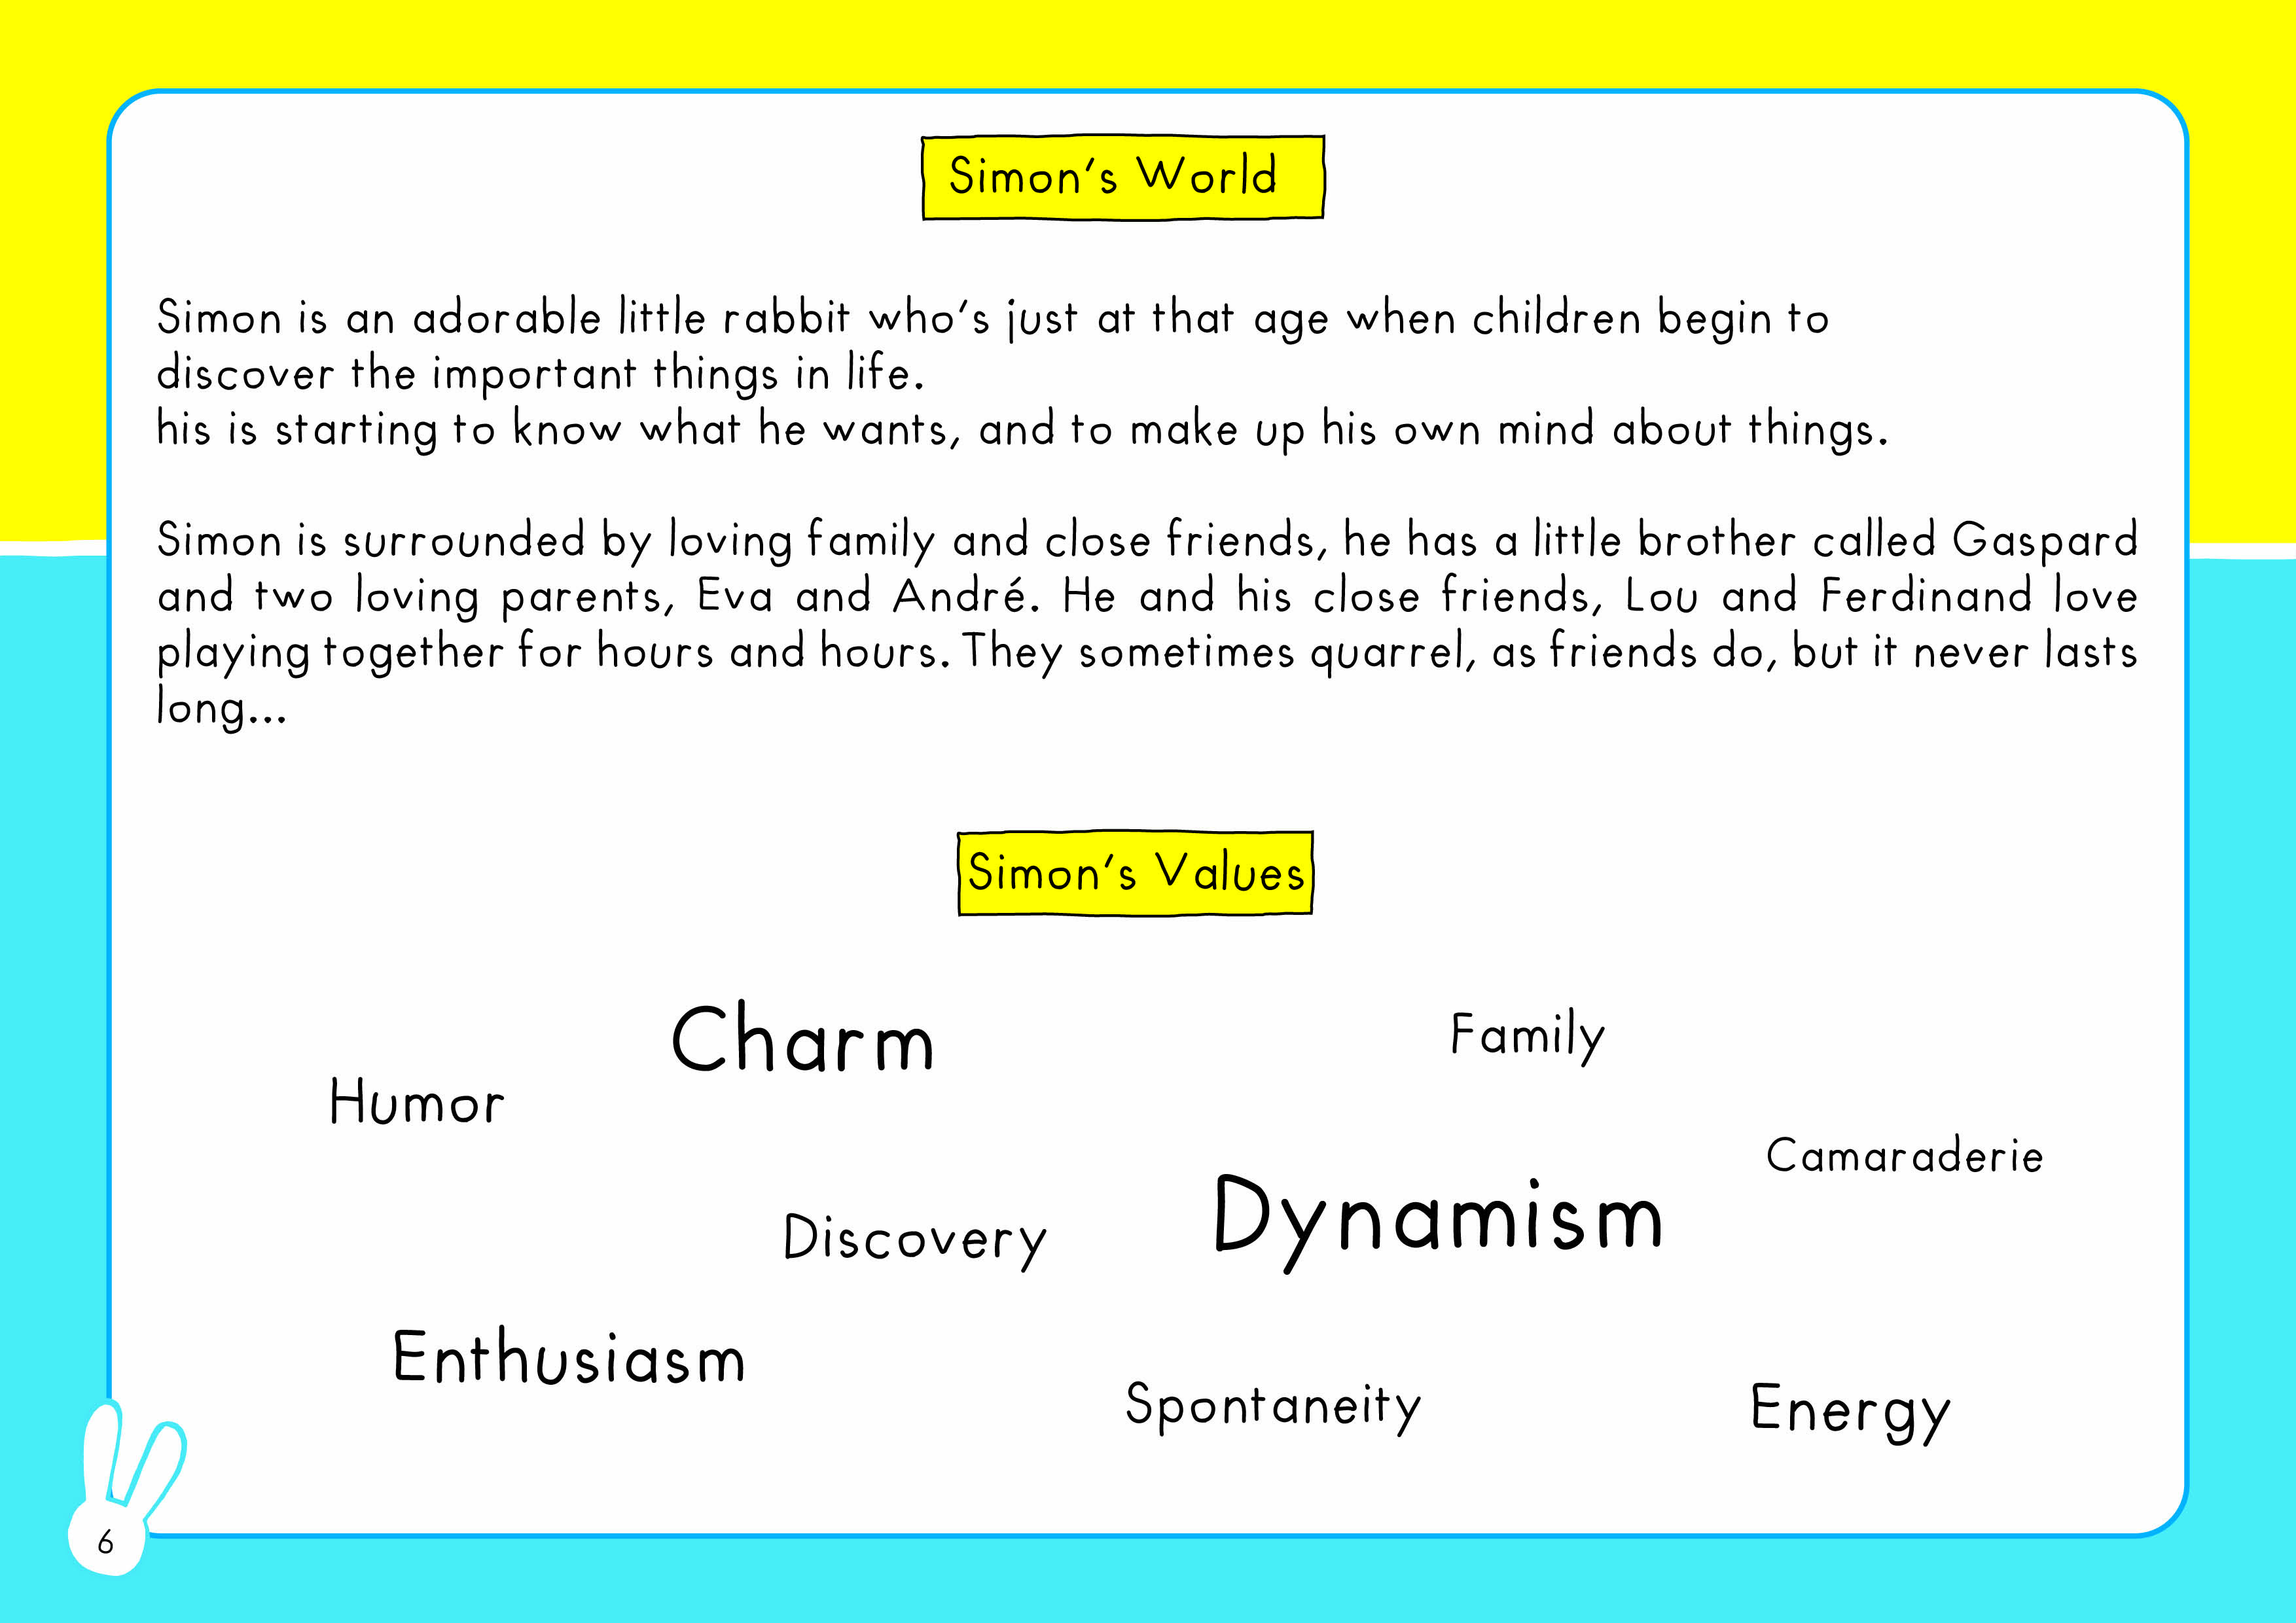 Simon's World
Simon is an adorable little rabbit who's just at that age when children begin to
discover the important things in life.
his is starting to know what he wants, and to make up his own mind about things.
Simon is surrounded by loving family and close friends, he has a little brother called Gaspard
and two loving parents, Eva and André. He and his close friends, Lou and Ferdinand love
playing together for hours and hours. They sometimes quarrel, as friends do, but it never lasts
long...
Simon's Values
Charm
Family
Humor
Camaraderie
Dynamism
Discovery
Enthusiasm
Spontaneity
Energy
6